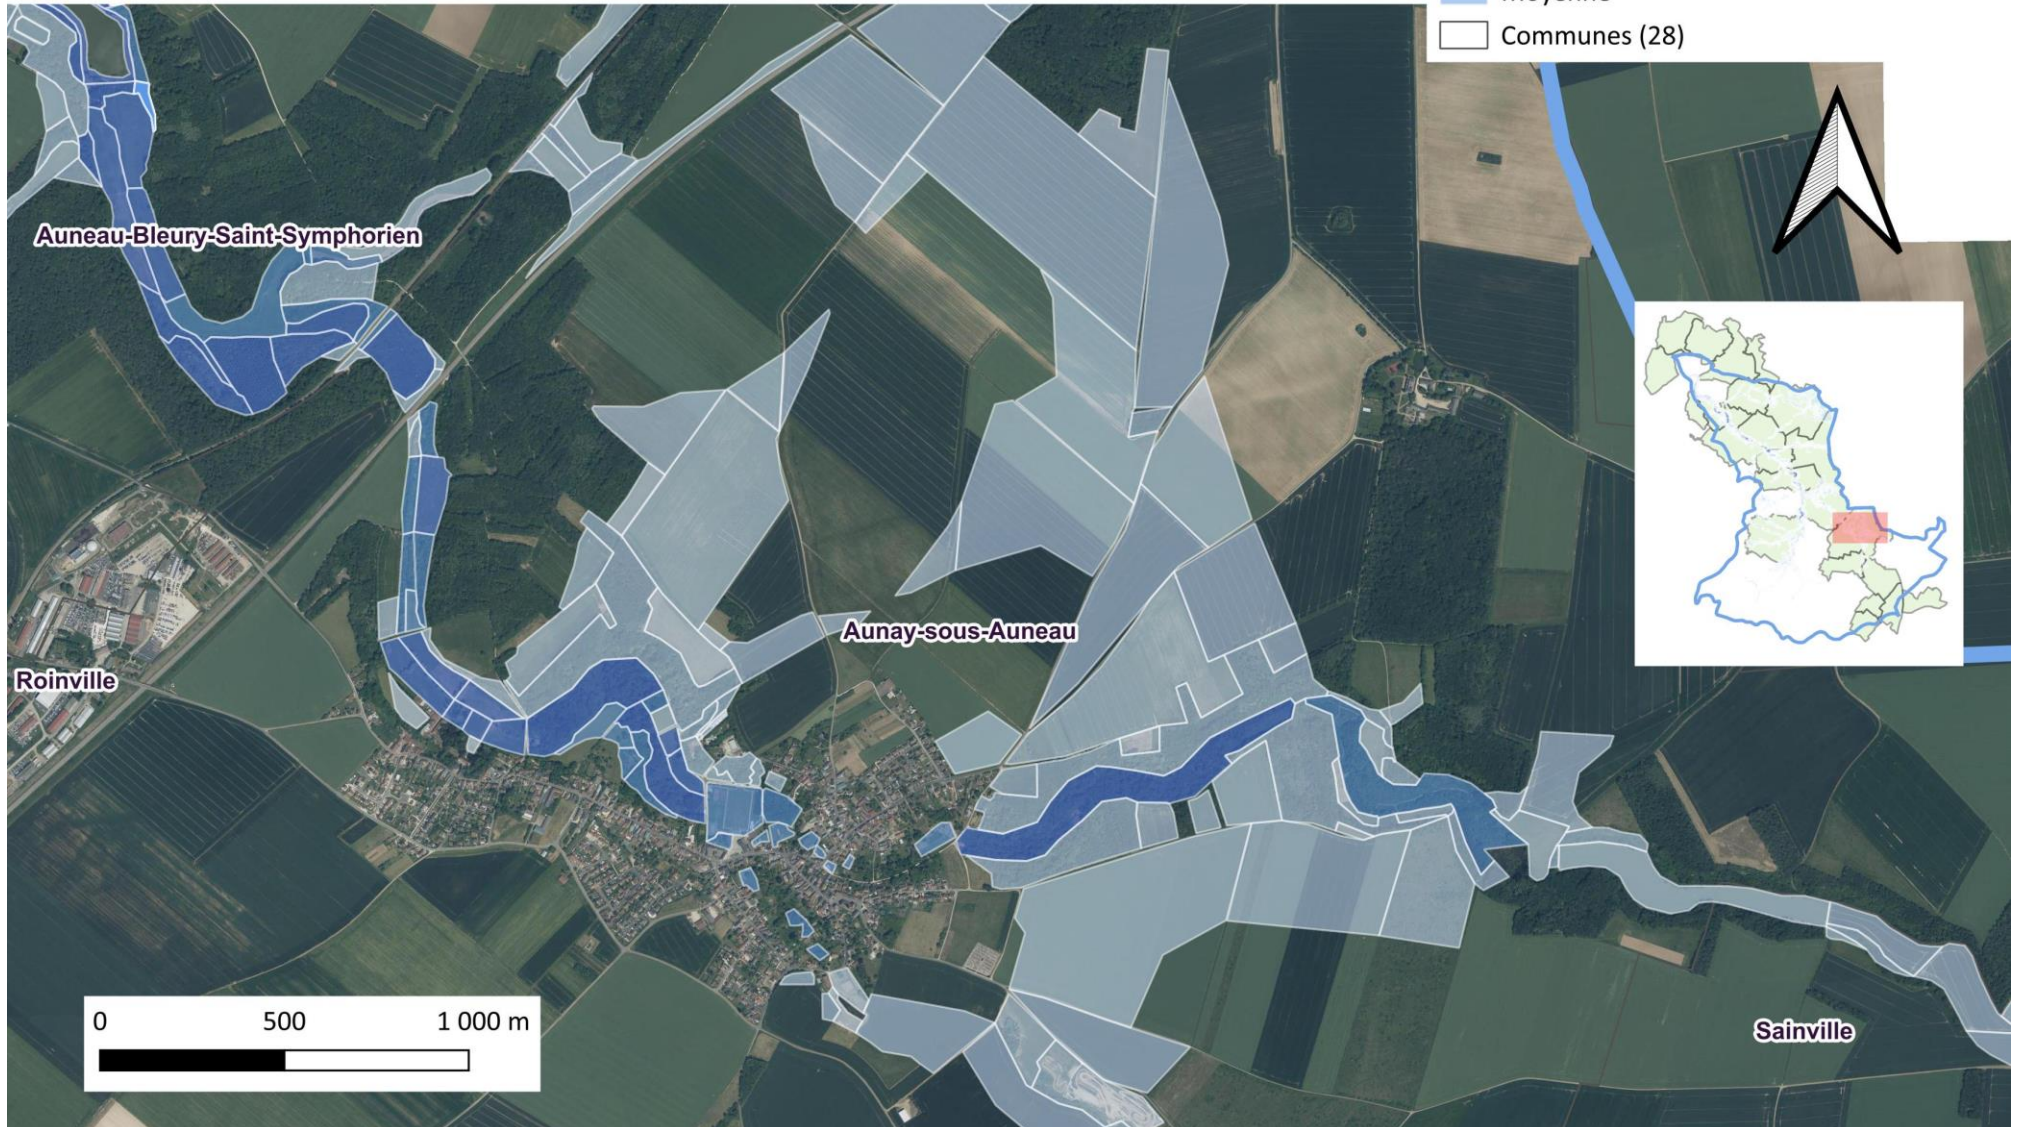 Communes (28)
Auneau-Bleury-Saint-Symphorien
Aunay-sous-Auneau
Roinville
Sainville
0 500 1 000 m